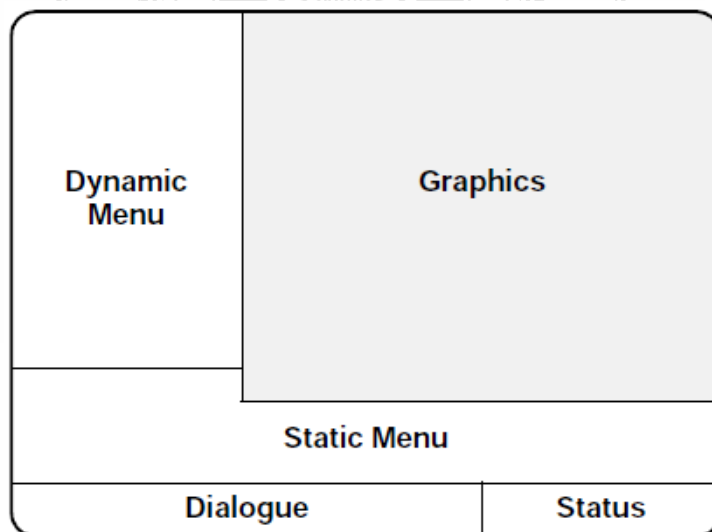 Dynamic
Menu
Graphics
Static Menu
Dialogue
Status